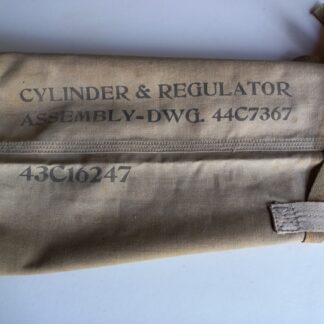 CYLINDER & REGULATOR
ASSEMBLY-DWG. 44C7367
43C16247